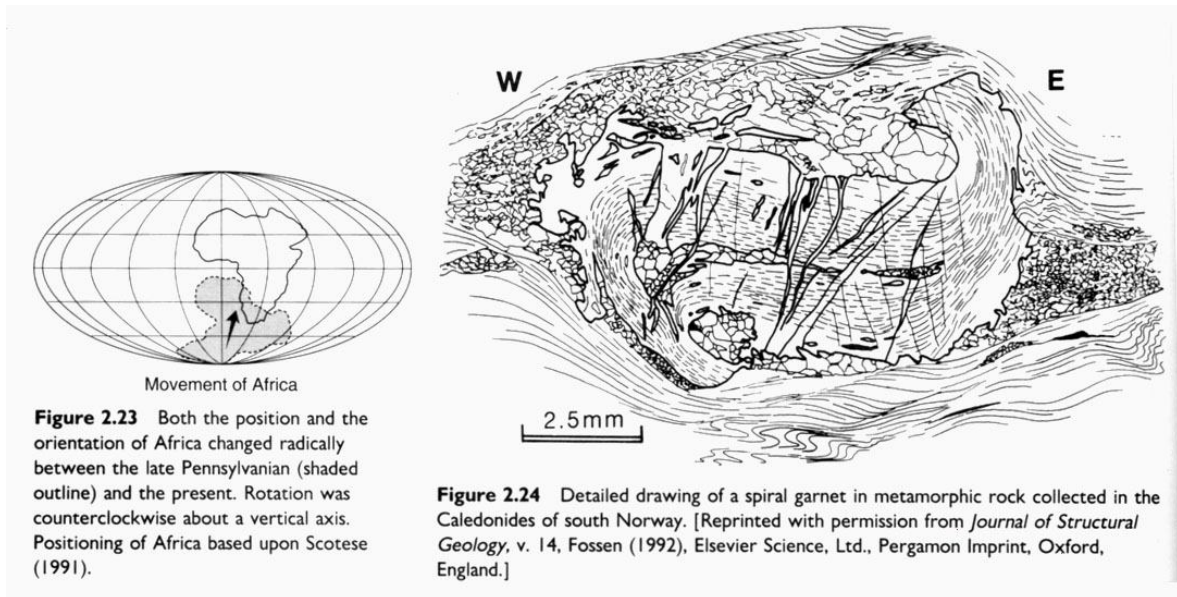 W
E
Movement of Africa
Figure 2.23 Both the position and the
orientation of Africa changed radically
between the late Pennsylvanian (shaded
outline) and the present. Rotation was
counterclockwise about a vertical axis.
Positioning of Africa based upon Scotese
(1991).
2.5mm
Figure 2.24 Detailed drawing of a spiral garnet in metamorphic rock collected in the
Caledonides of south Norway. [Reprinted with permission from Journal of Structural
Geology, v. 14, Fossen (1992), Elsevier Science, Ltd., Pergamon Imprint, Oxford,
England.]